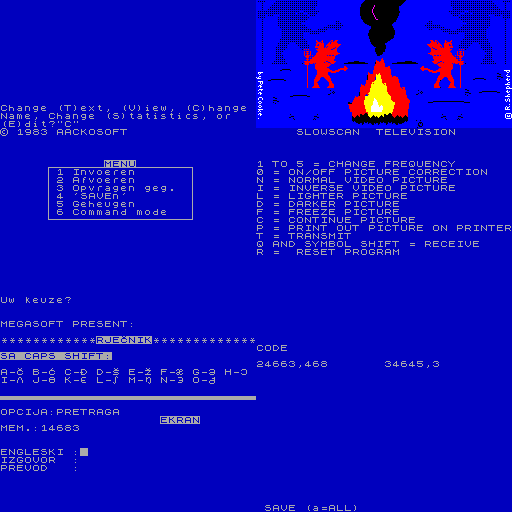 Change (T)ext, (V)iew, (C)hange
Name, Change (S)tatistics, or
(E)dit?"C"
by Pete Cooke.
© R.Shepherd
© 1983 AACKOSOFT
MENU
1 Invoeren
2 Afvoeren
3 Opvragen geg.
4 'SAVEn'
5 Geheugen
6 Command mode
Uw keuze?
SLOWSCAN TELEVISION
1 TO 5 = CHANGE FREQUENCY
0 = ON/OFF PICTURE CORRECTION
N = NORMAL VIDEO PICTURE
I = INVERSE VIDEO PICTURE
L = LIGHTER PICTURE
D = DARKER PICTURE
F = FREEZE PICTURE
C = CONTINUE PICTURE
P = PRINT OUT PICTURE ON PRINTER
T = TRANSMIT
Q AND SYMBOL SHIFT = RECEIVE
R = RESET PROGRAM
MEGASOFT PRESENT:
************RJEČNIK*************
SA CAPS SHIFT:
A-Č B-Ć C-Đ D-Š E-Ž F-æ G-ə H-ɔ
I-ʌ J-θ K-ɛ L-ʃ M-ŋ
OPCIJA:PRETRAGA
EKRAN
MEM.:14683
ENGLESKI :
IZGOVOR :
PREVOD :
CODE
24663,468 34645,3
SAVE (a=ALL)